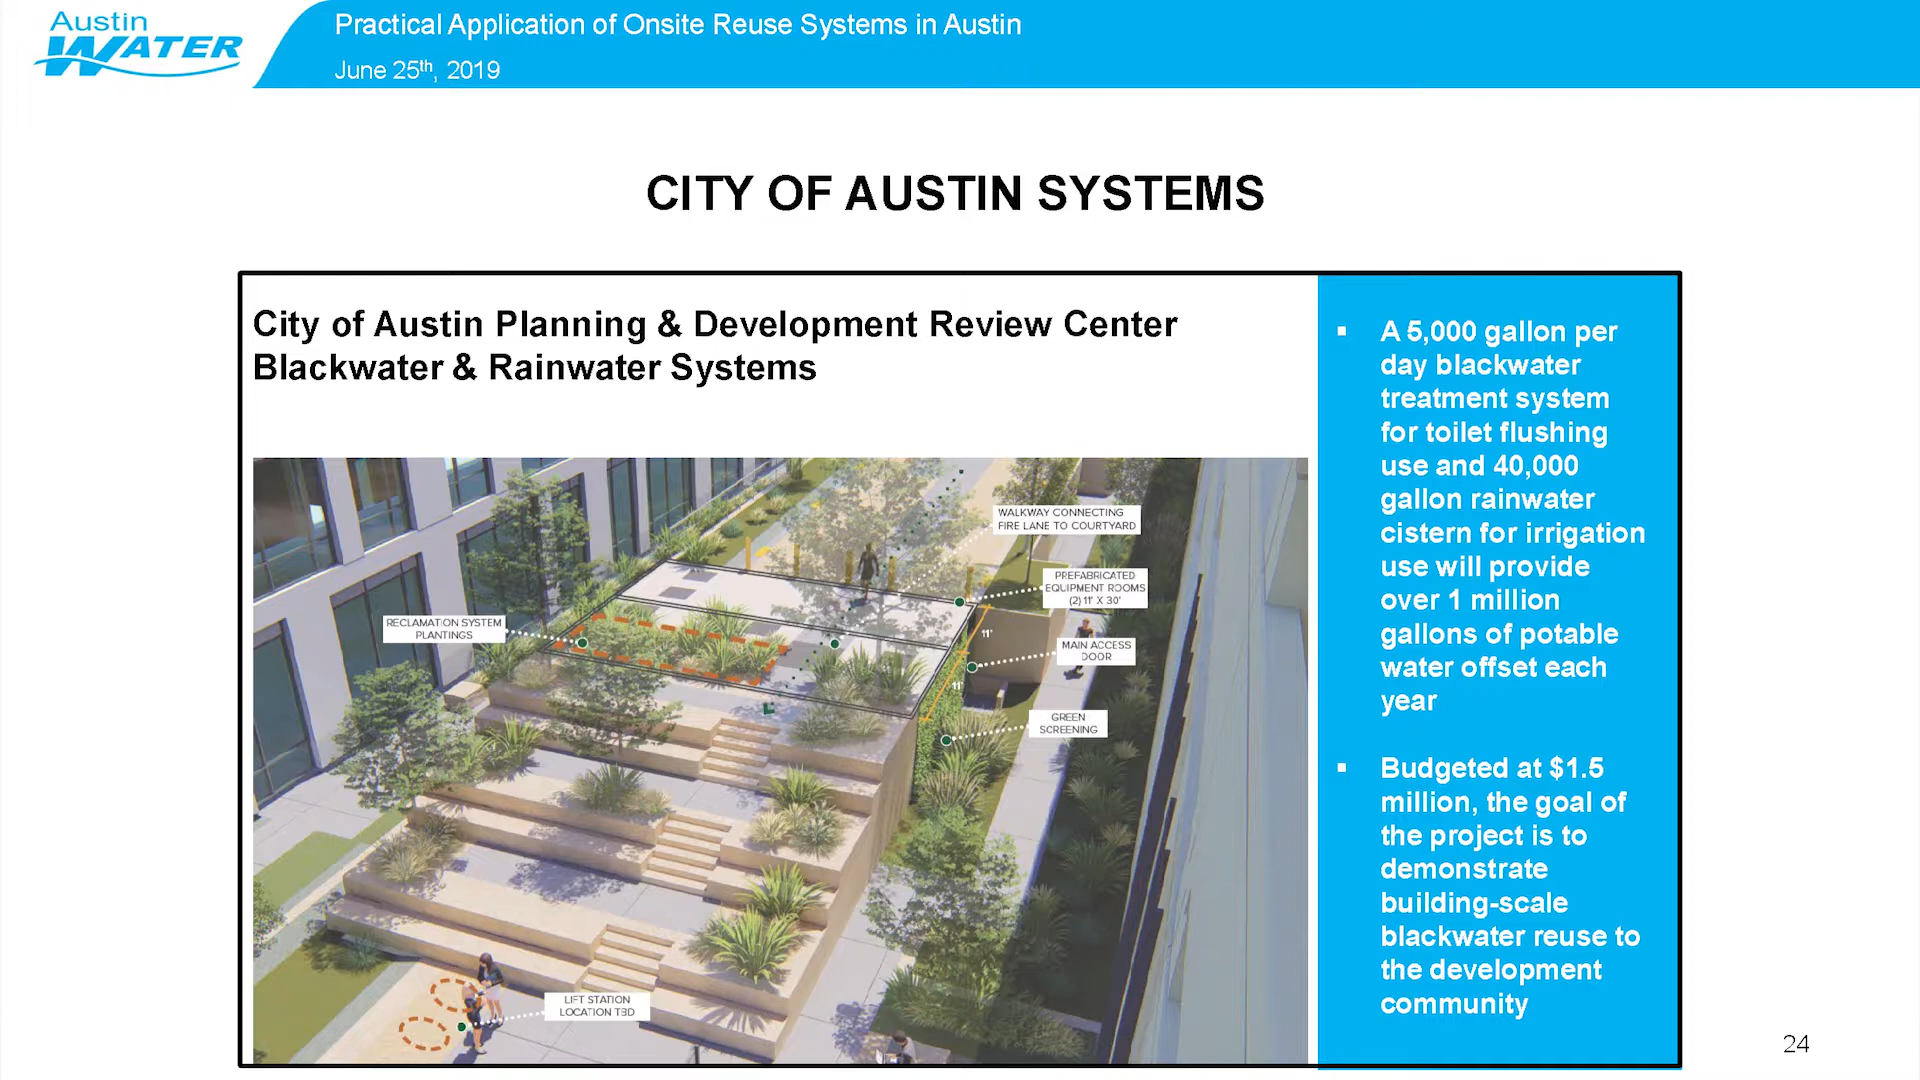 Austin
WATER
Practical Application of Onsite Reuse Systems in Austin
June 25th, 2019
CITY OF AUSTIN SYSTEMS
City of Austin Planning & Development Review Center
Blackwater & Rainwater Systems
WALKWAY CONNECTING
FIRE LANE TO COURTYARD
PREFABRICATED
EQUIPMENT ROOMS
(2) 11' X 30'
RECLAMATION SYSTEM
PLANTINGS
11'
MAIN ACCESS
DOOR
11'
GREEN
SCREENING
LIFT STATION
LOCATION TBD
▪ A 5,000 gallon per
day blackwater
treatment system
for toilet flushing
use and 40,000
gallon rainwater
cistern for irrigation
use will provide
over 1 million
gallons of potable
water offset each
year
▪ Budgeted at $1.5
million, the goal of
the project is to
demonstrate
building-scale
blackwater reuse to
the development
community
24